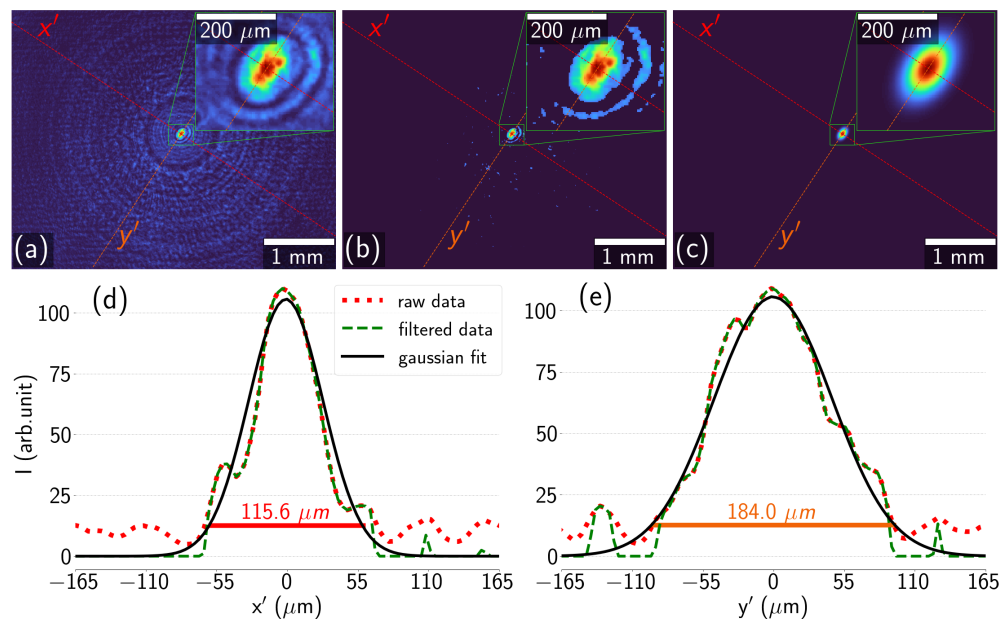 x′
200 μm
x′
200 μm
x′
200 μm
(a)
y′
1 mm
(b)
y′
1 mm
(c)
y′
1 mm
(d)
raw data
filtered data
gaussian fit
I (arb.unit)
100
75
50
25
0
115.6 μm
−165
−110
−55
0
55
110
165
x′ (μm)
(e)
100
75
50
25
0
184.0 μm
−165
−110
−55
0
55
110
165
y′ (μm)